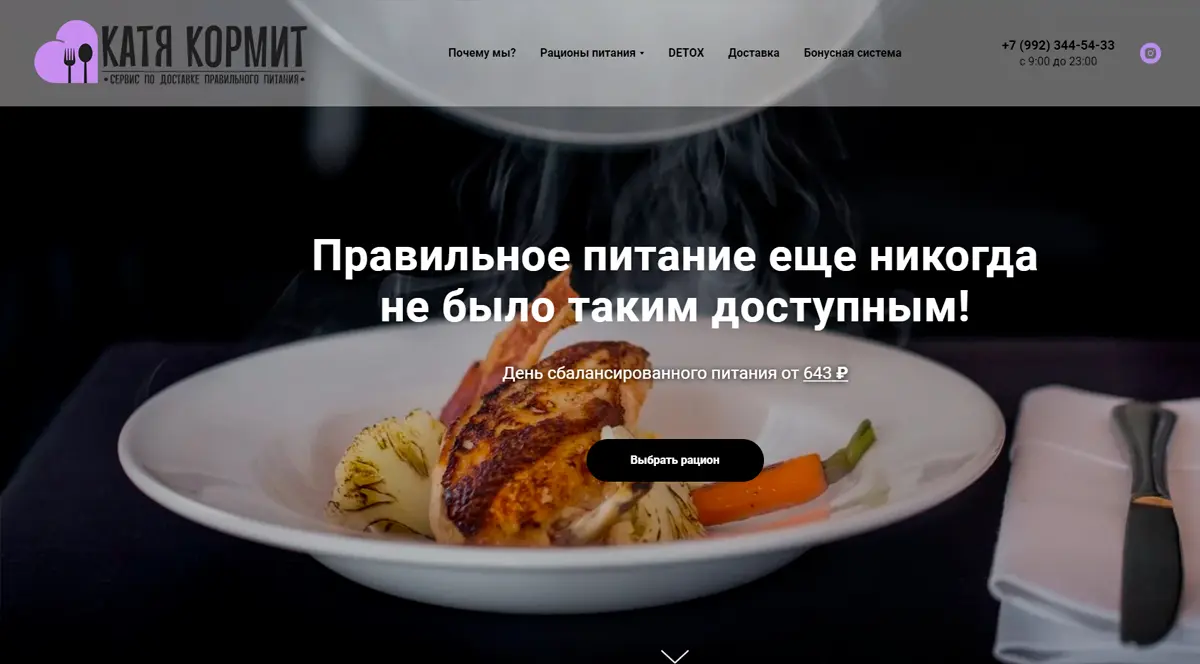 КАТЯ КОРМИТ
•СЕРВИС ПО ДОСТАВКЕ ПРАВИЛЬНОГО ПИТАНИЯ•
Почему мы?
Рационы питания
DETOX
Доставка
Бонусная система
+7 (992) 344-54-33
с 9:00 до 23:00
Правильное питание еще никогда
не было таким доступным!
День сбалансированного питания от 643 ₽
Выбрать рацион